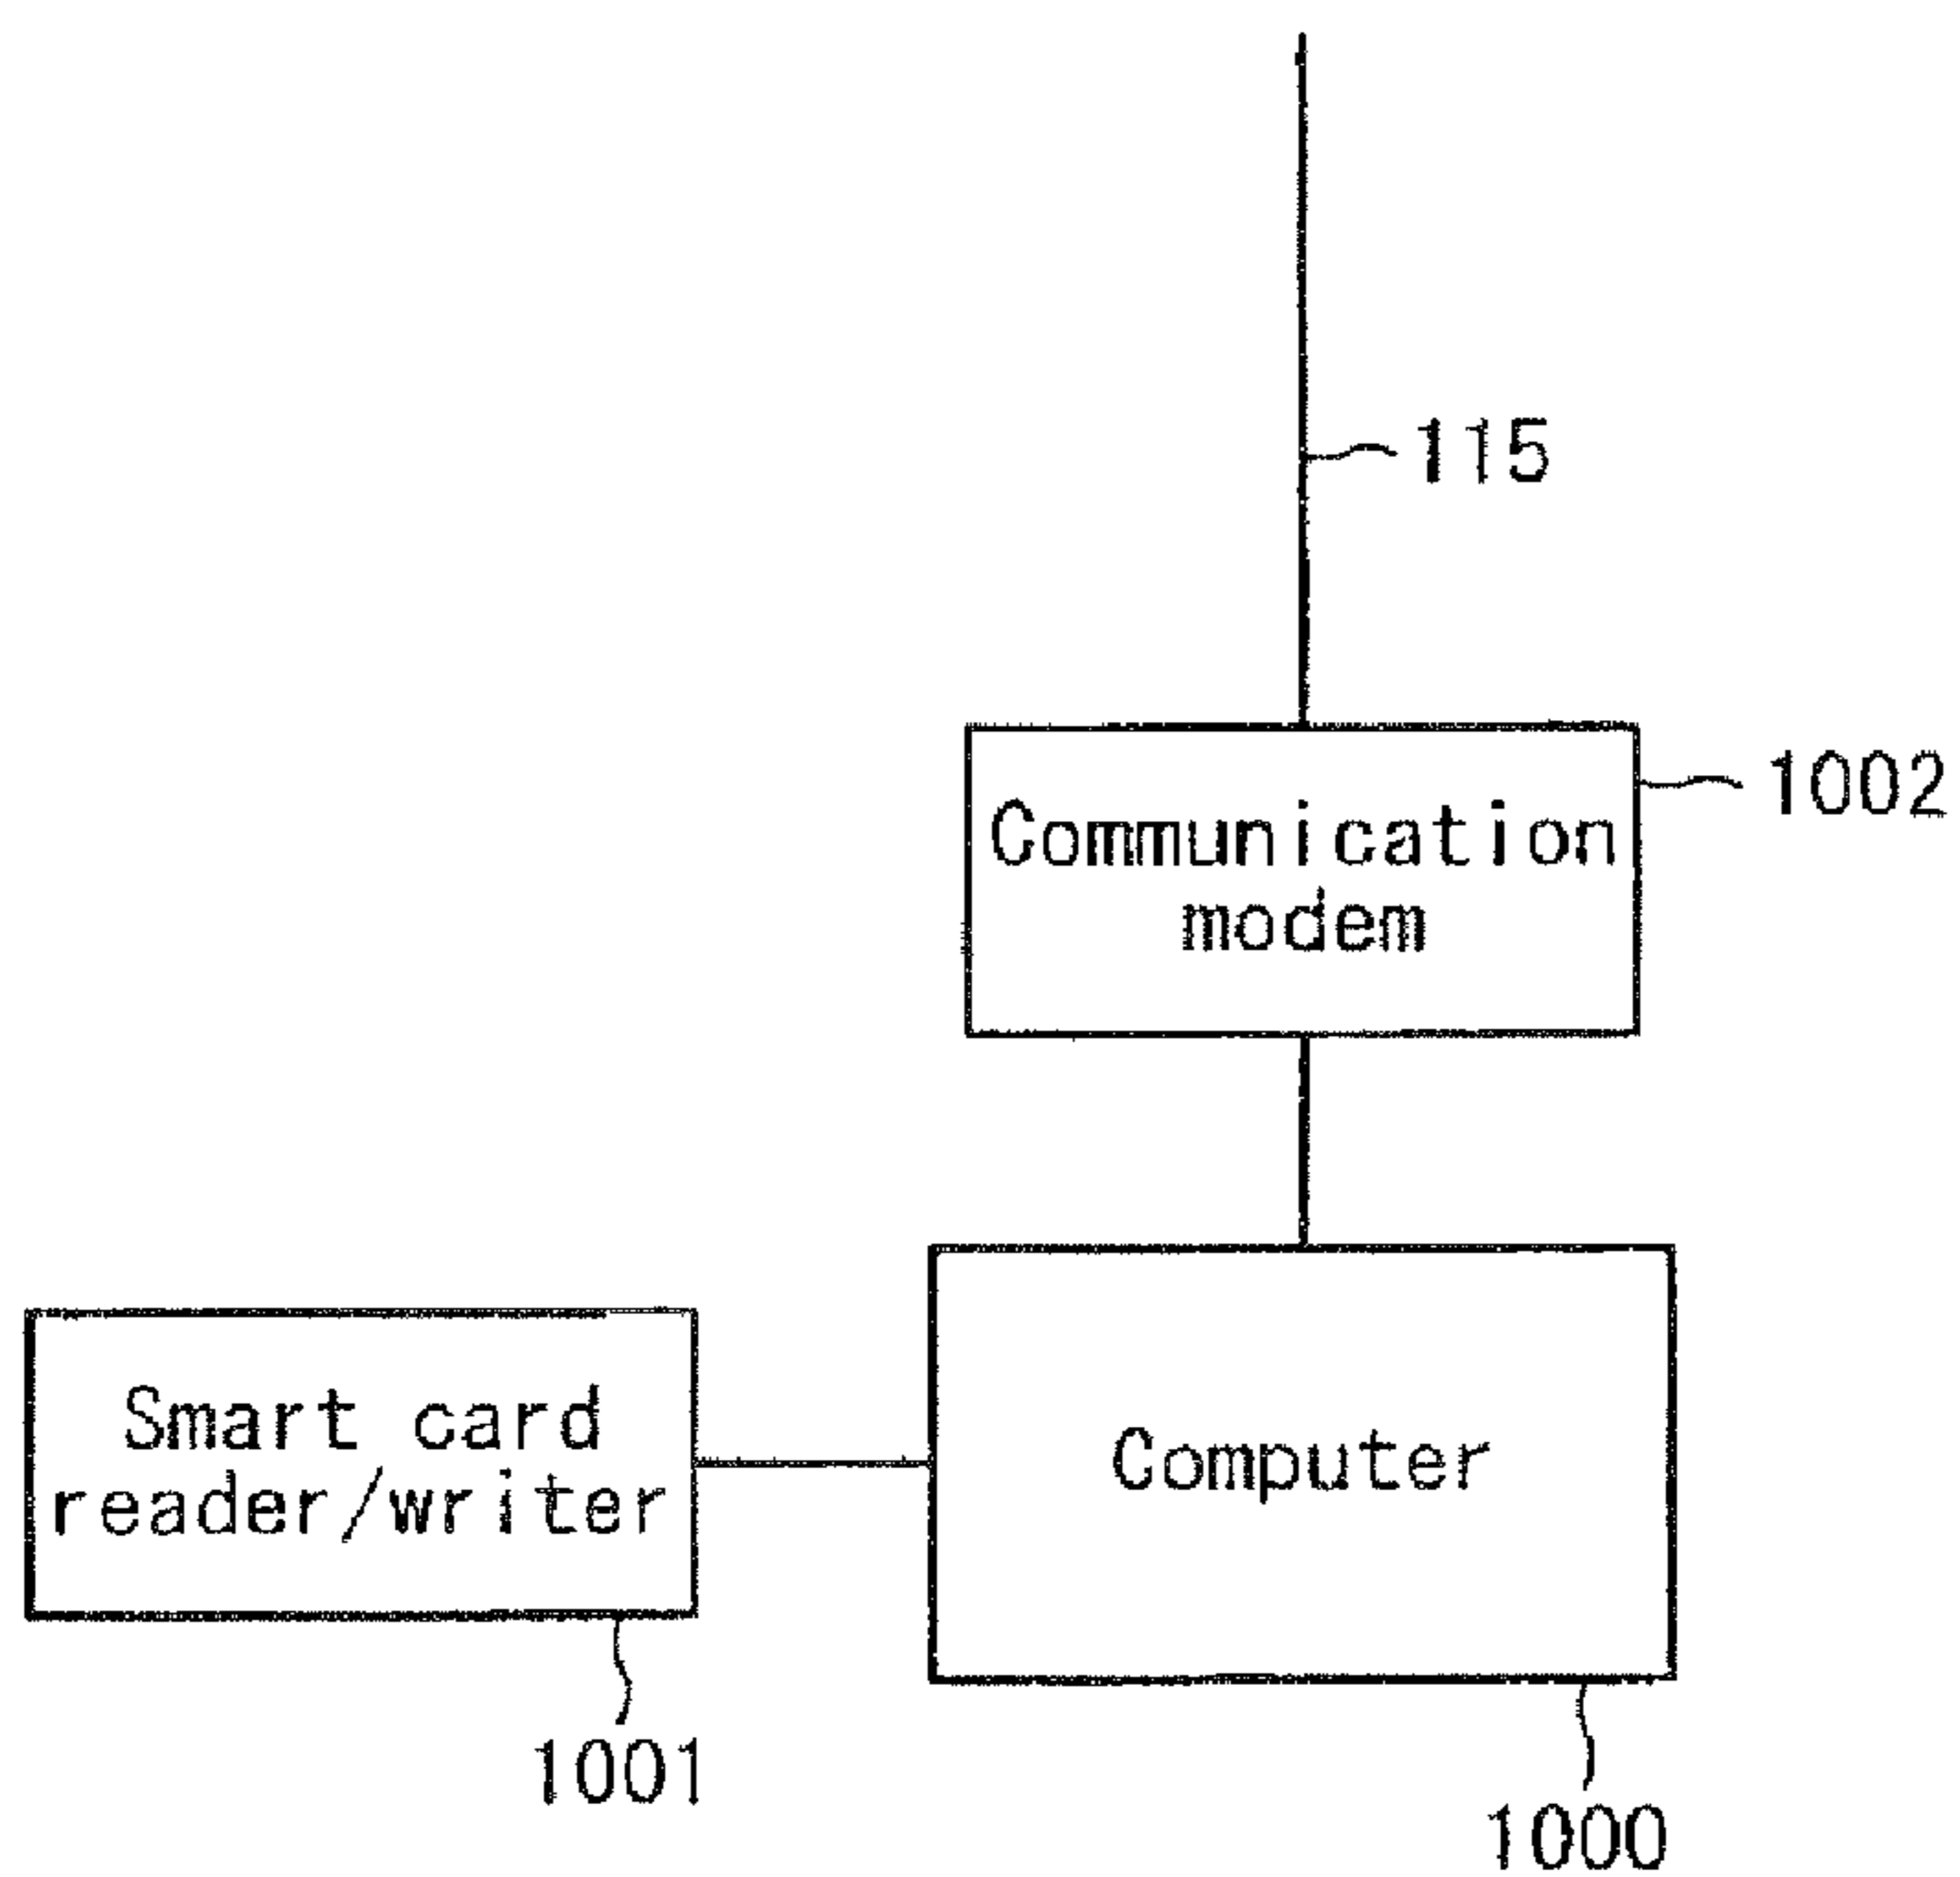 115
1002
Communication
modem
Smart card
reader/writer
Computer
1001
1000